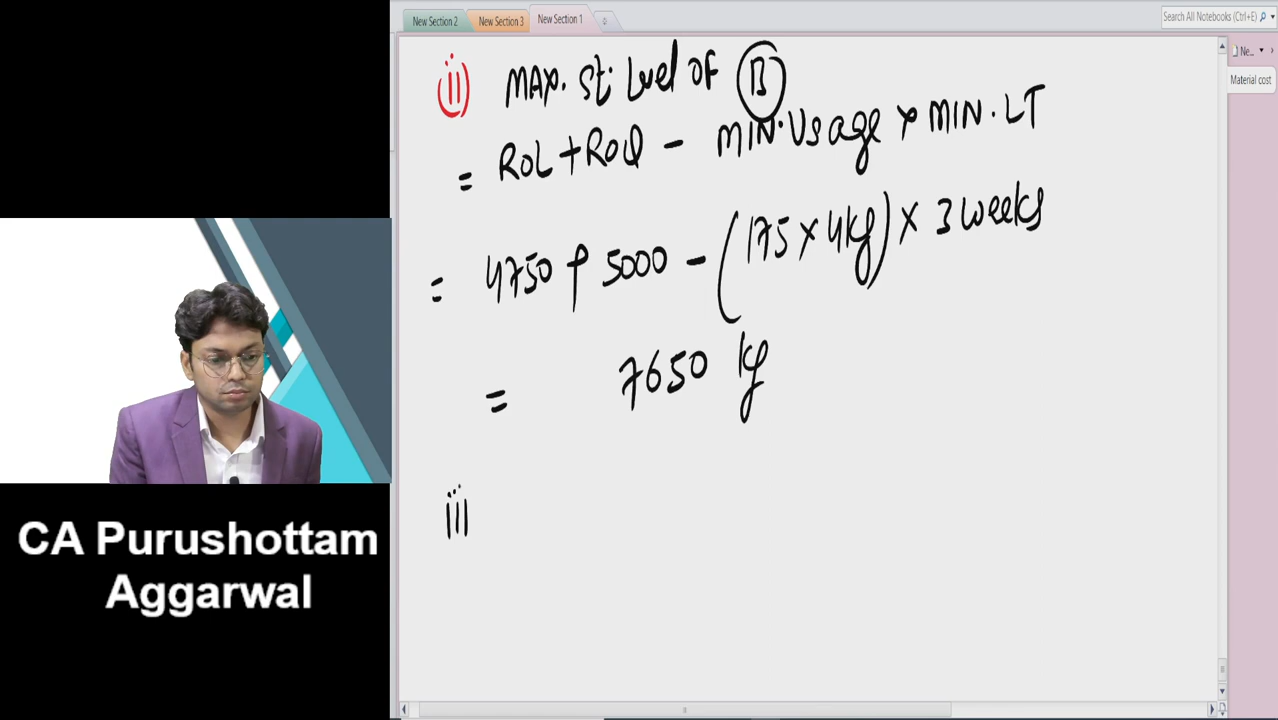 New Section 2 New Section 3 New Section 1
Search All Notebooks (Ctrl+E)
Ne...
Material cost
(ii) MAX. St. Level OF (B)
= ROL + ROQ - MIN. Usage × MIN. LT
= 4750 + 5000 - (175 × 4kg) × 3 weeks
= 7650 kg
iii
CA Purushottam
Aggarwal